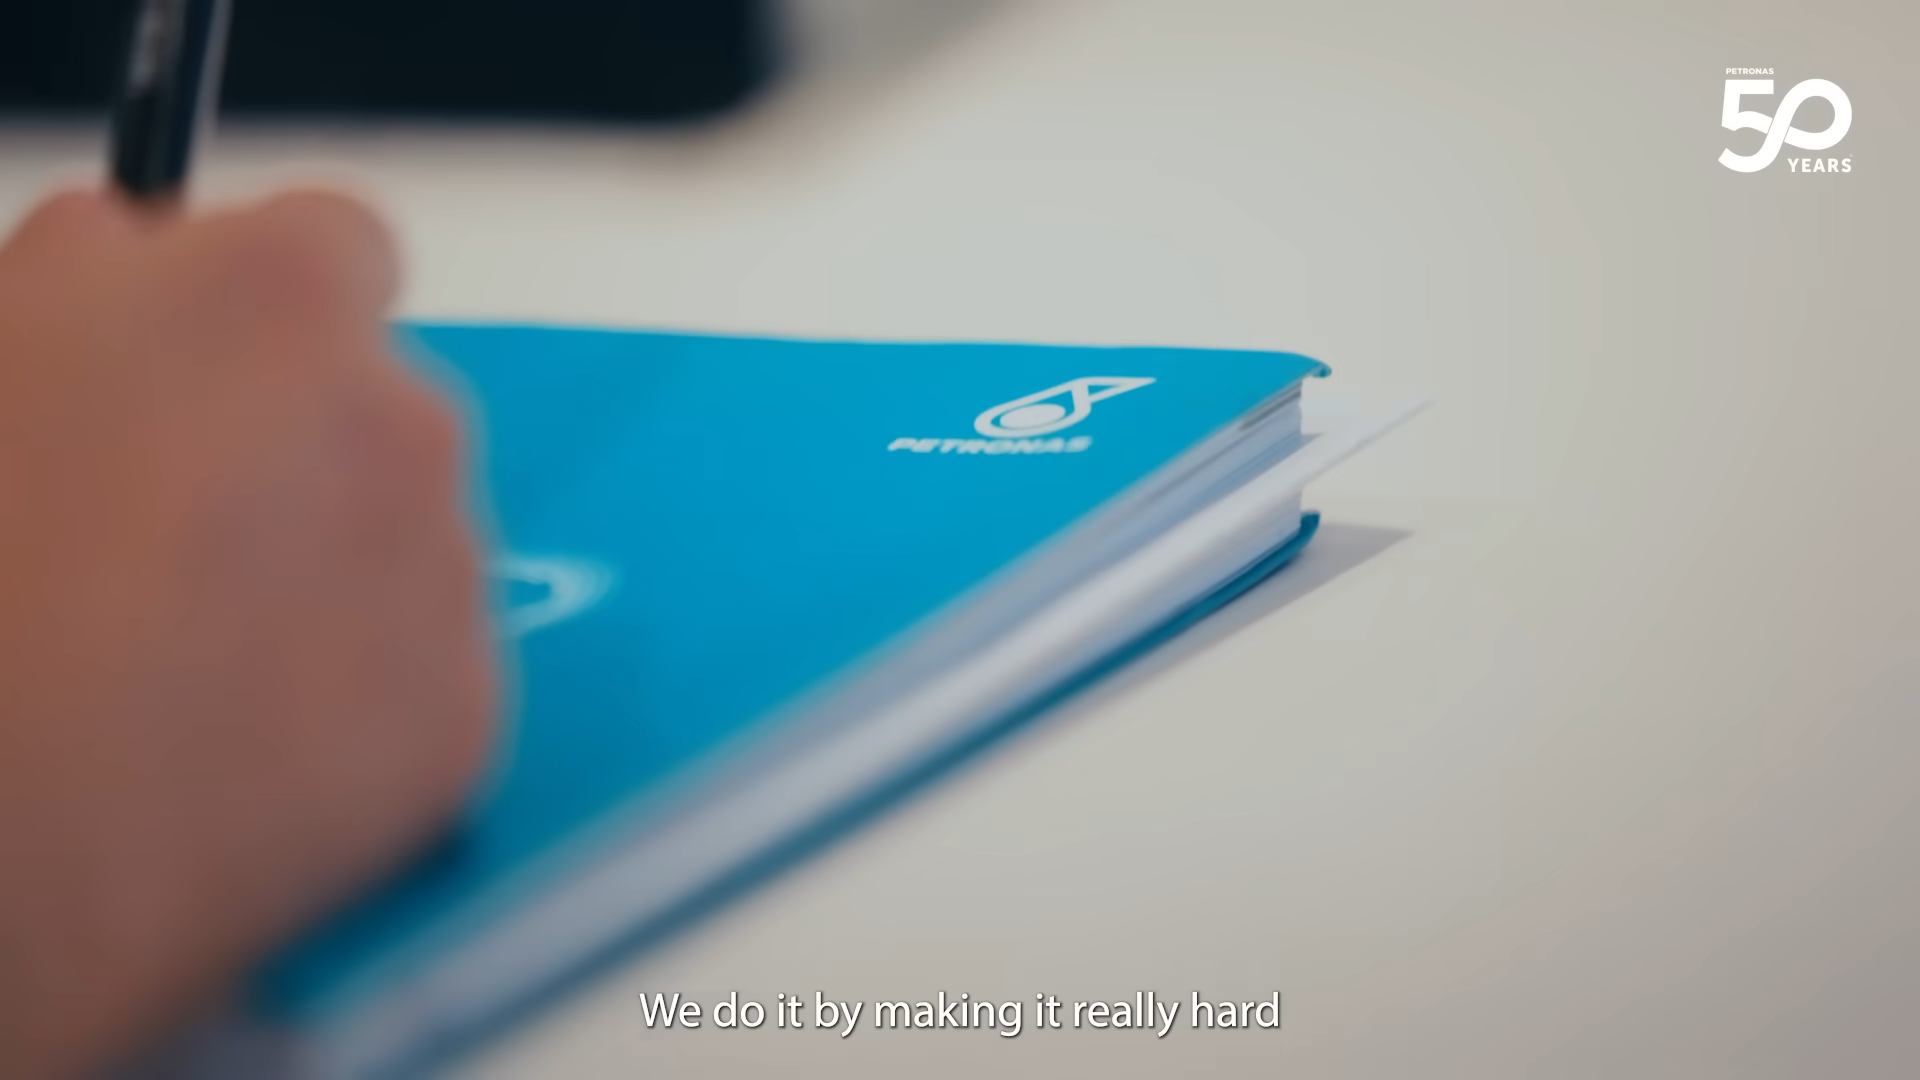 PETRONAS
50
YEARS
PETRONAS
We do it by making it really hard